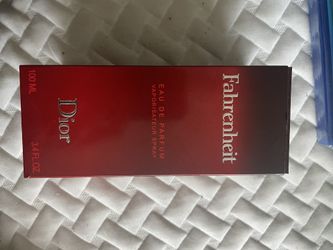 Fahrenheit
EAU DE PARFUM
VAPORISATEUR SPRAY
Dior
100 ML
3.4 FL.OZ.